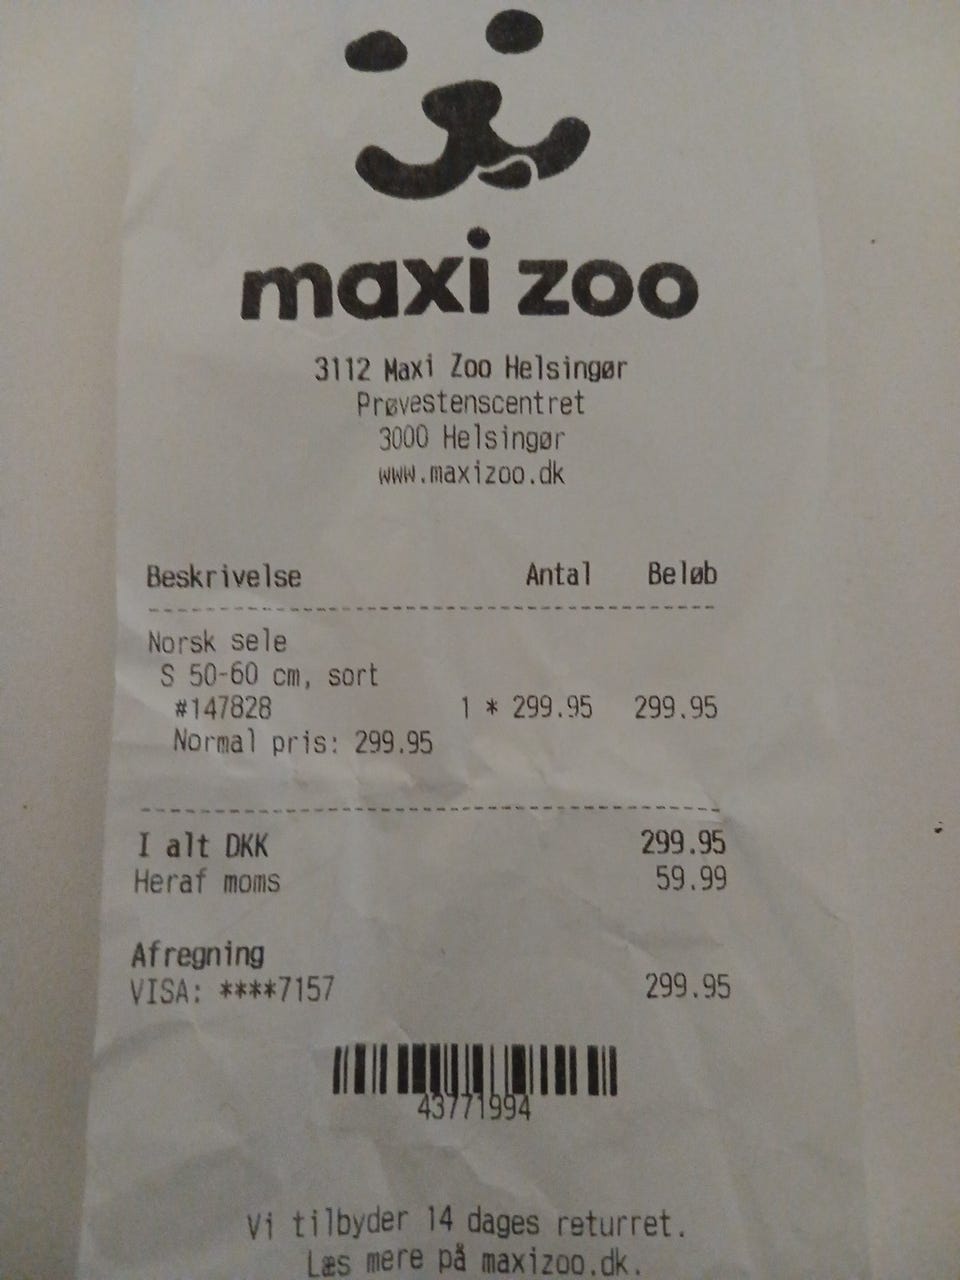 maxi zoo
3112 Maxi Zoo Helsingør
Prøvestenscentret
3000 Helsingør
www.maxizoo.dk
Beskrivelse Antal Beløb
Norsk sele
S 50-60 cm, sort
#147828 1 * 299.95 299.95
Normal pris: 299.95
I alt DKK 299.95
Heraf moms 59.99
Afregning
VISA: ****7157 299.95
43771994
Vi tilbyder 14 dages returret.
Læs mere på maxizoo.dk.